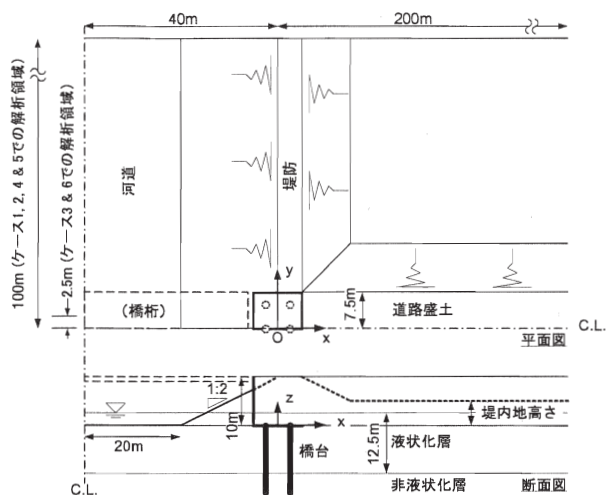 40m
200m
100m (ケース1, 2, 4 & 5での解析領域)
2.5m (ケース3 & 6での解析領域)
河道
堤防
y
(橋桁)
7.5m
道路盛土
O
x
C.L.
平面図
1:2
10m
z
堤内地高さ
x
20m
橋台
12.5m
液状化層
非液状化層
断面図
C.L.